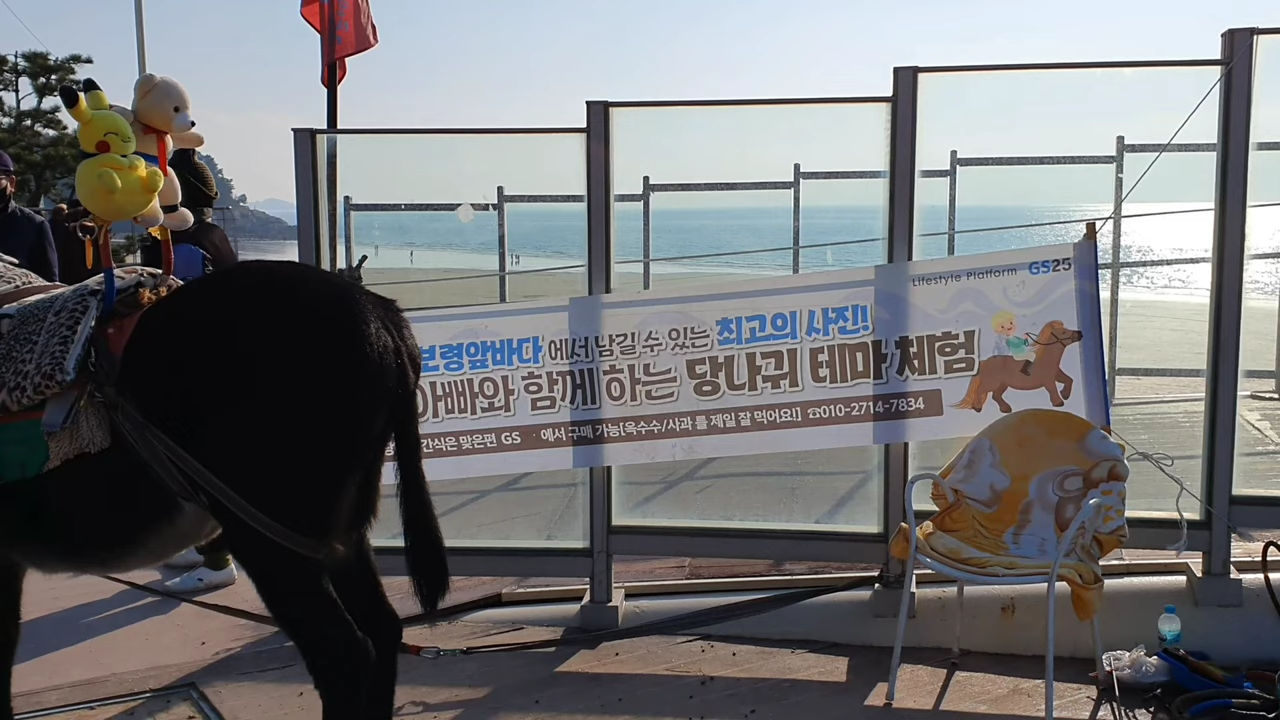 Lifestyle Platform GS25
보령앞바다 에서 남길 수 있는 최고의 사진!
아빠와 함께 하는 당나귀 테마 체험
간식은 맞은편 GS 에서 구매 가능[옥수수/사과 를 제일 잘 먹어요!] ☎010-2714-7834